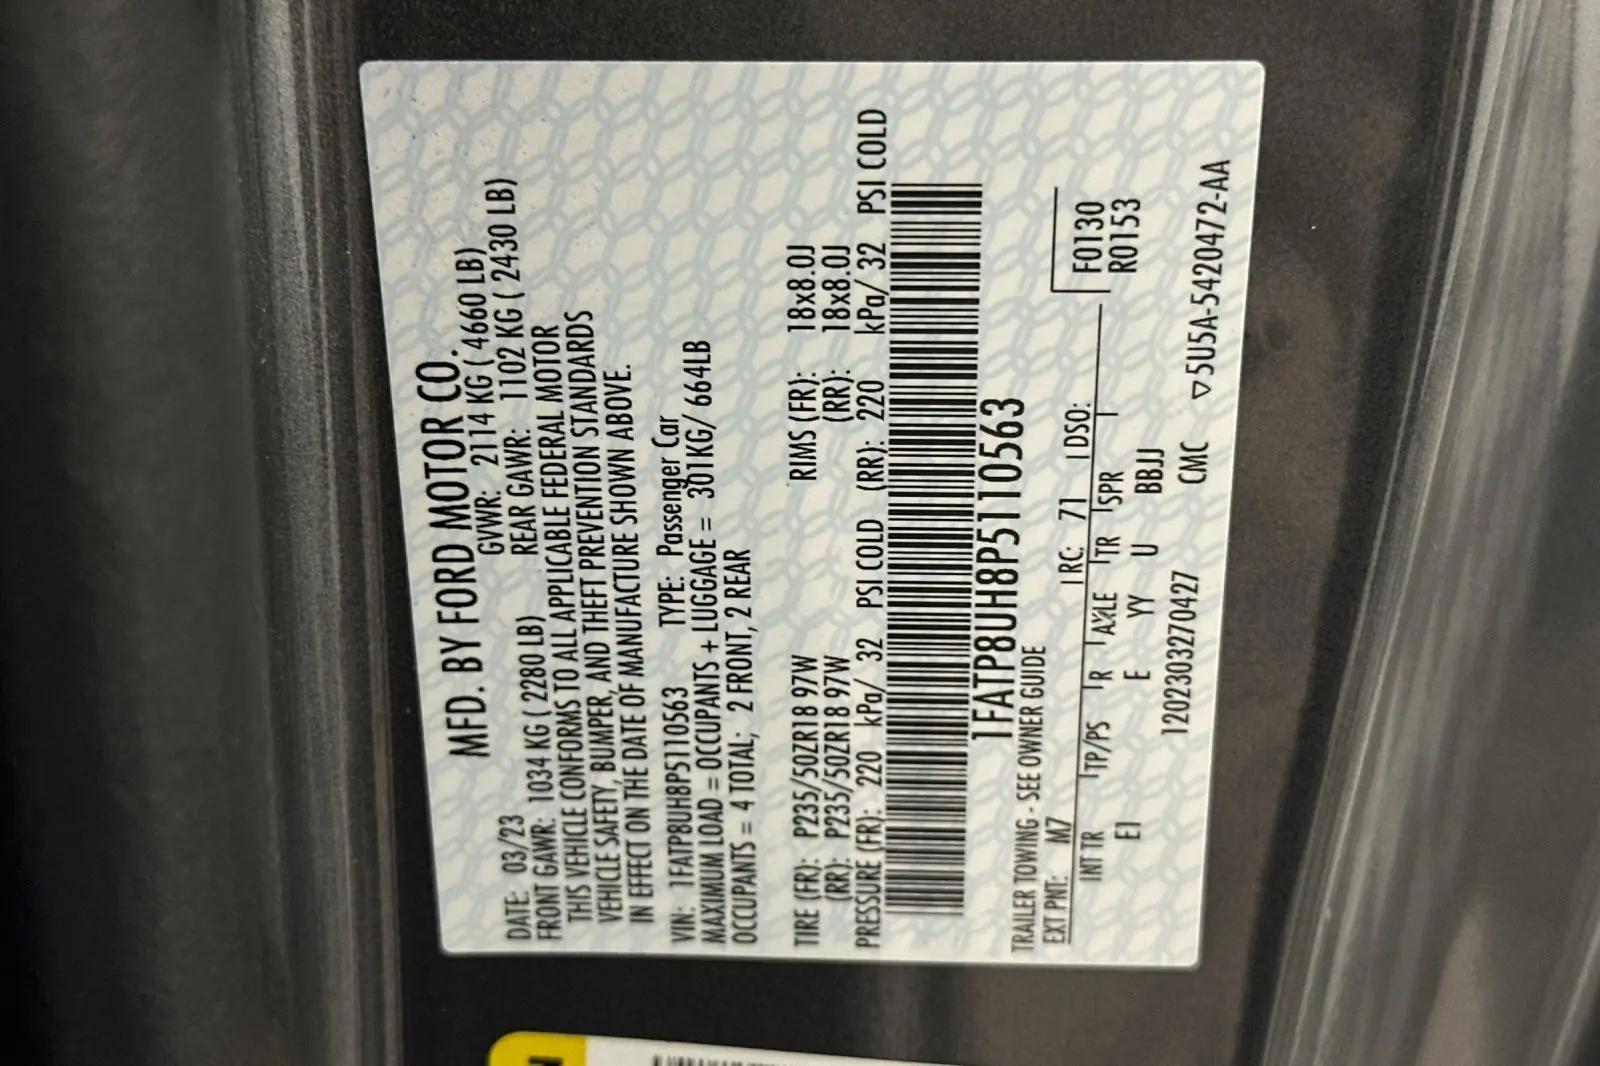 MFD. BY FORD MOTOR CO.
DATE: 03/23 GVWR: 2114 KG ( 4660 LB)
FRONT GAWR: 1034 KG ( 2280 LB) REAR GAWR: 1102 KG ( 2430 LB)
THIS VEHICLE CONFORMS TO ALL APPLICABLE FEDERAL MOTOR
VEHICLE SAFETY, BUMPER, AND THEFT PREVENTION STANDARDS
IN EFFECT ON THE DATE OF MANUFACTURE SHOWN ABOVE.
VIN: 1FATP8UH8P5110563 TYPE: Passenger Car
MAXIMUM LOAD = OCCUPANTS + LUGGAGE = 301KG/ 664LB
OCCUPANTS = 4 TOTAL; 2 FRONT, 2 REAR
TIRE (FR): P235/50ZR18 97W RIMS (FR): 18x8.0J
(RR): P235/50ZR18 97W (RR): 18x8.0J
PRESSURE (FR): 220 kPa/ 32 PSI COLD (RR): 220 kPa/ 32 PSI COLD
1FATP8UH8P5110563
TRAILER TOWING - SEE OWNER GUIDE
EXT PNT: M7 RC: 71 DSO:
F0130
R0153
INT TR TP/PS R AXLE TR SPR
E1 E YY U BBJJ
1202303270427 CMC ▽5U5A-5420472-AA